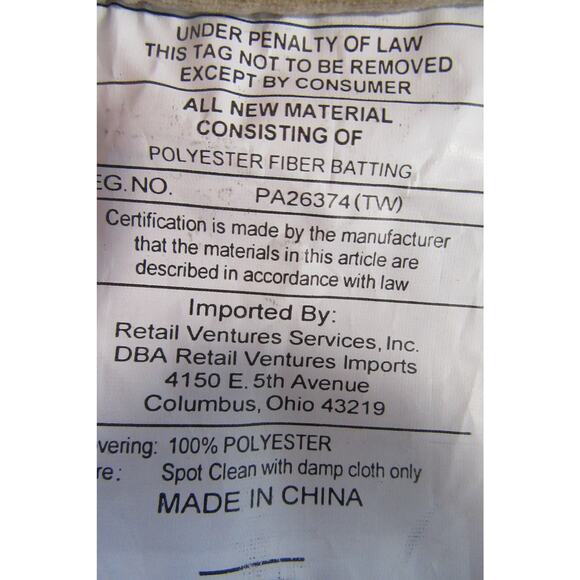 UNDER PENALTY OF LAW
THIS TAG NOT TO BE REMOVED
EXCEPT BY CONSUMER
ALL NEW MATERIAL
CONSISTING OF
POLYESTER FIBER BATTING
EG.NO. PA26374(TW)
Certification is made by the manufacturer
that the materials in this article are
described in accordance with law
Imported By:
Retail Ventures Services, Inc.
DBA Retail Ventures Imports
4150 E. 5th Avenue
Columbus, Ohio 43219
vering: 100% POLYESTER
re: Spot Clean with damp cloth only
MADE IN CHINA